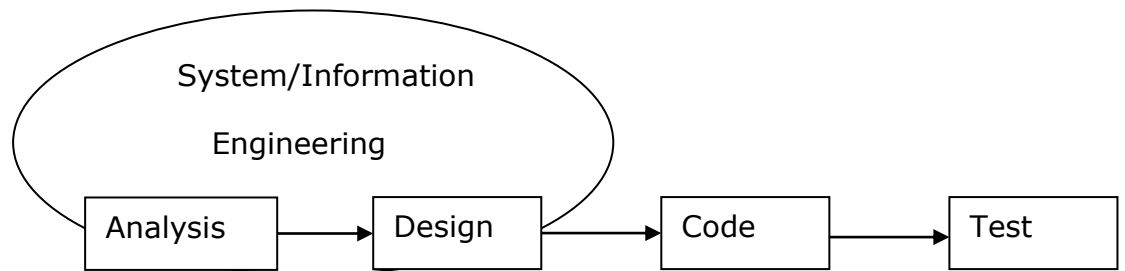 System/Information
Engineering
Analysis
Design
Code
Test